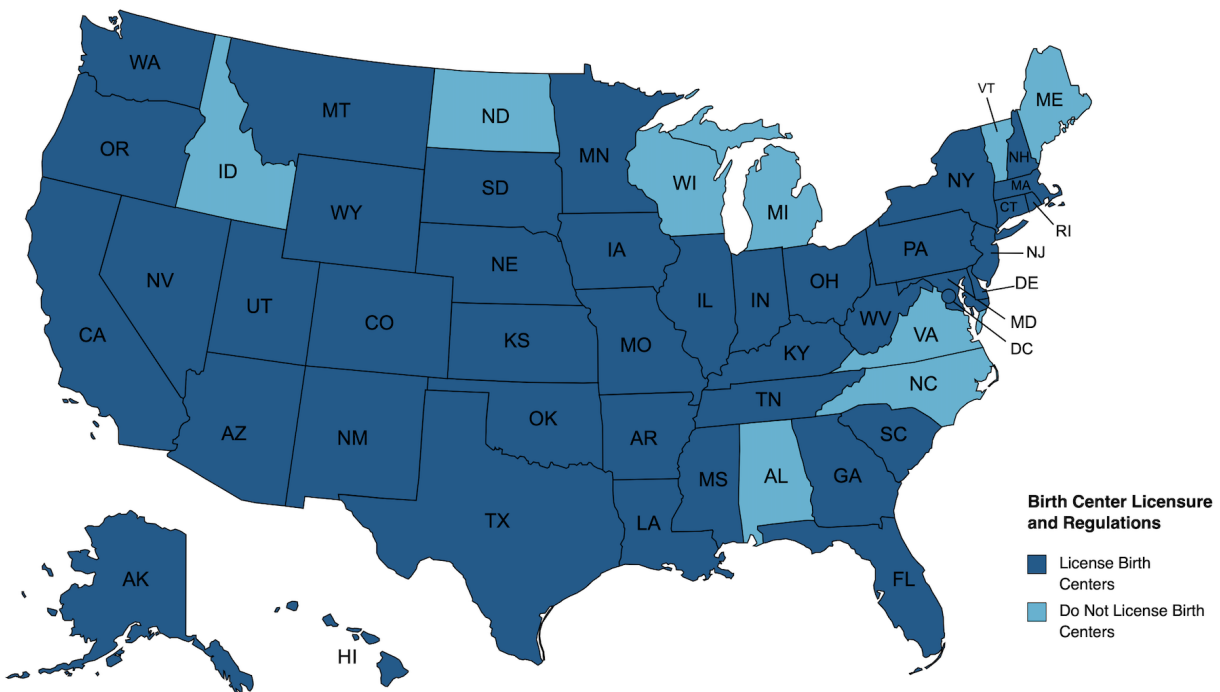 WA
MT
ND
VT
ME
OR
ID
MN
NH
SD
WI
NY
MA
WY
MI
CT
RI
IA
PA
NJ
NE
NV
OH
DE
UT
IL
IN
CO
WV
MD
CA
KS
MO
VA
DC
KY
NC
TN
OK
AZ
NM
AR
SC
MS
AL
GA
TX
LA
Birth Center Licensure
and Regulations
License Birth
Centers
AK
FL
Do Not License Birth
Centers
HI